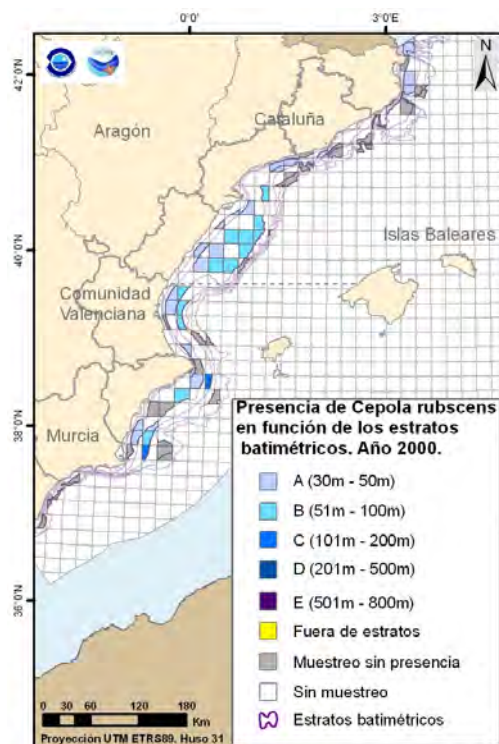 0°0'
3°0'E
N
42°0'N
Aragón
Cataluña
40°0'N
Islas Baleares
Comunidad
Valenciana
38°0'N
Murcia
36°0'N
Presencia de Cepola rubscens
en función de los estratos
batimétricos. Año 2000.
A (30m - 50m)
B (51m - 100m)
C (101m - 200m)
D (201m - 500m)
E (501m - 800m)
Fuera de estratos
Muestreo sin presencia
Sin muestreo
Estratos batimétricos
0 30 60 120 180
Km
Proyección UTM ETRS89. Huso 31